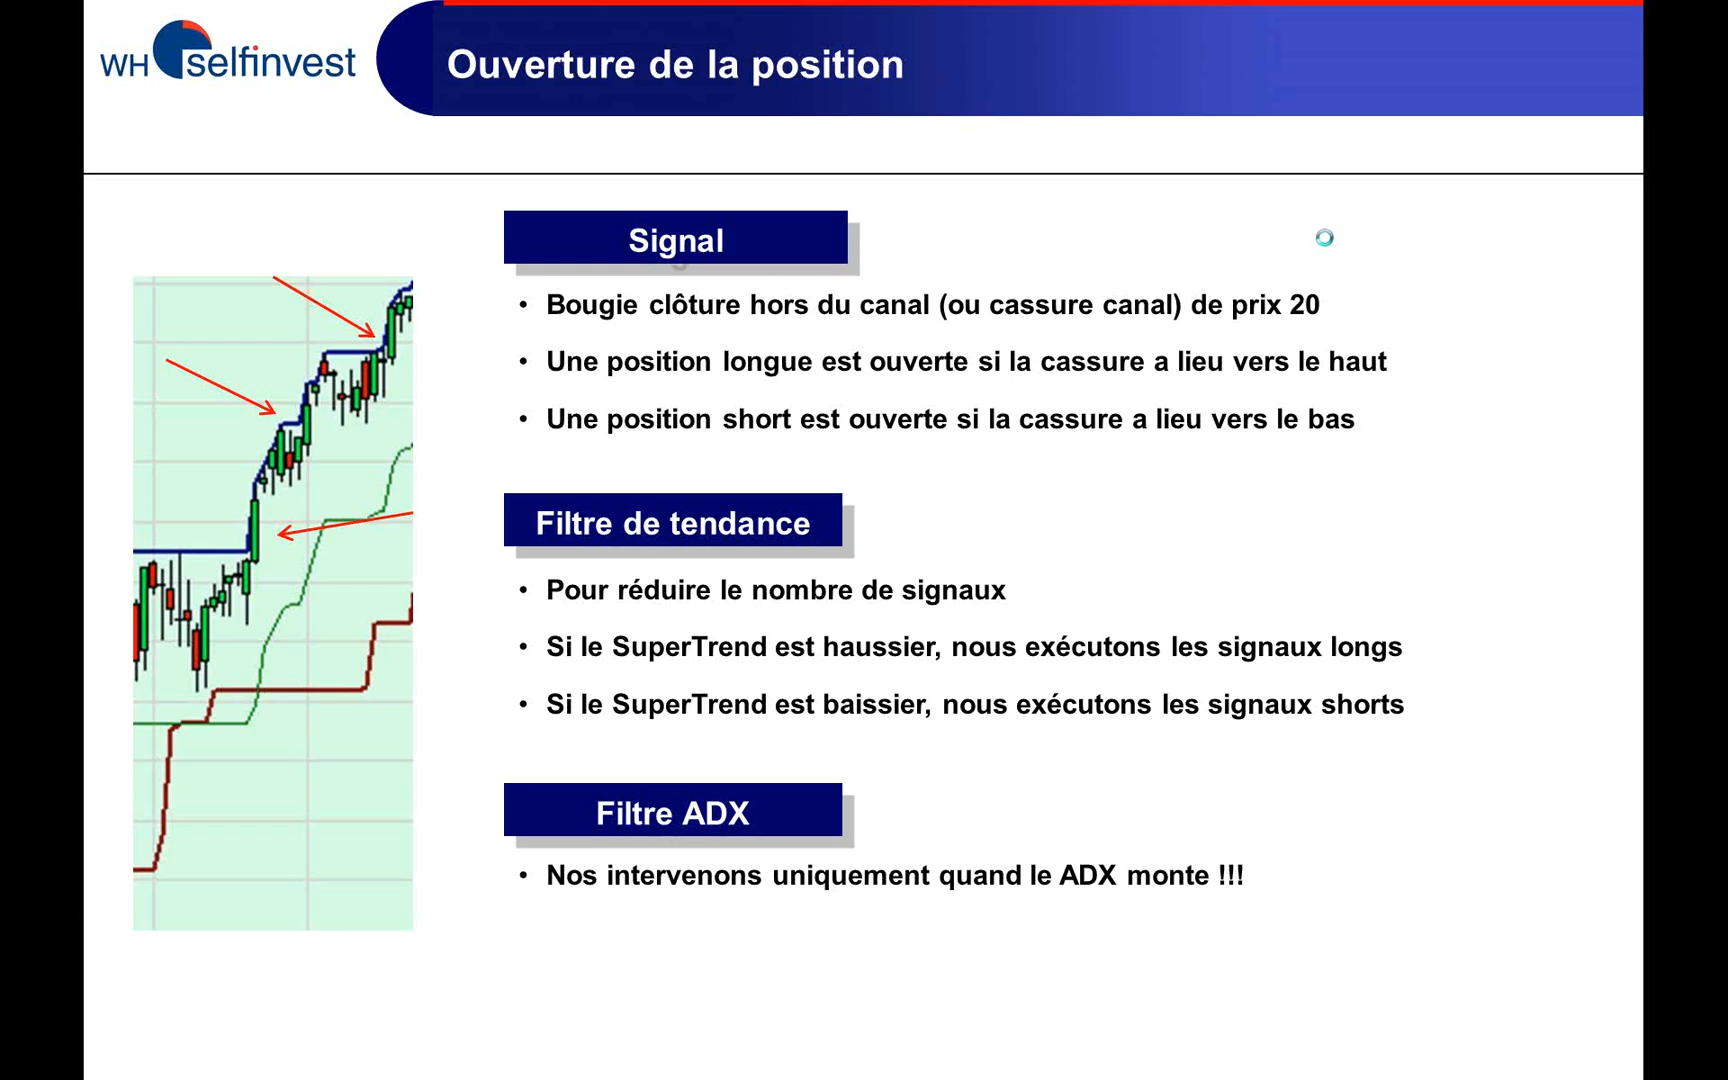 WH selfinvest
Ouverture de la position
Signal
• Bougie clôture hors du canal (ou cassure canal) de prix 20
• Une position longue est ouverte si la cassure a lieu vers le haut
• Une position short est ouverte si la cassure a lieu vers le bas
Filtre de tendance
• Pour réduire le nombre de signaux
• Si le SuperTrend est haussier, nous exécutons les signaux longs
• Si le SuperTrend est baissier, nous exécutons les signaux shorts
Filtre ADX
• Nos intervenons uniquement quand le ADX monte !!!